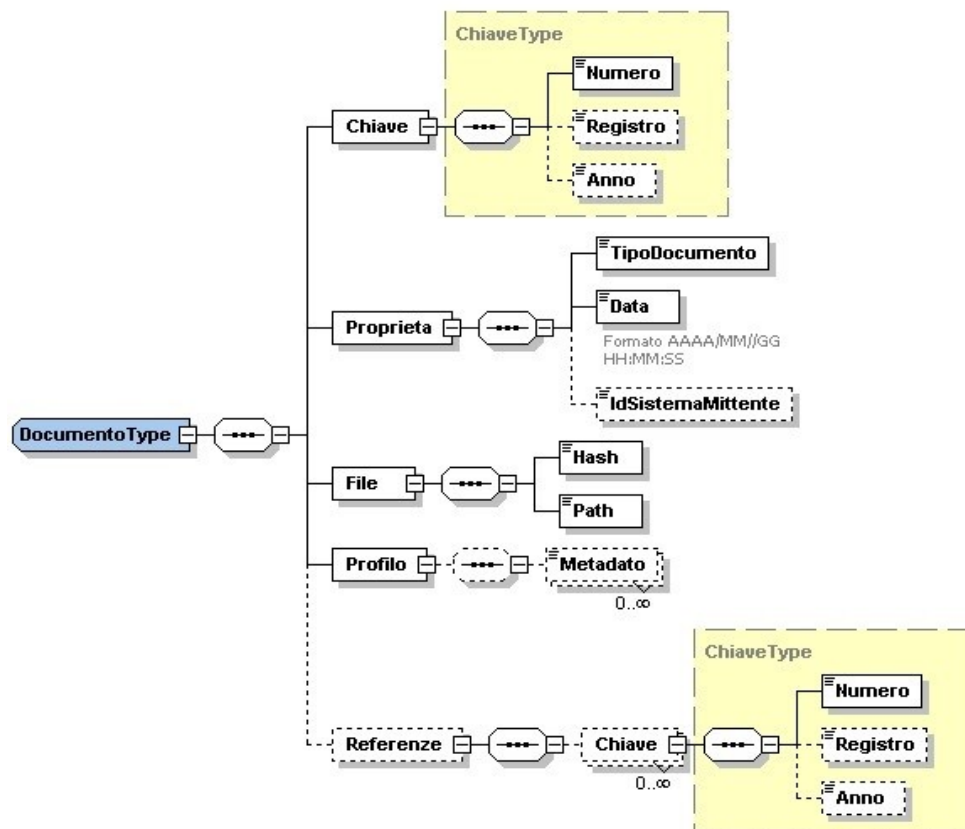 ChiaveType
Numero
Chiave
Registro
Anno
TipoDocumento
Data
Proprieta
Formato AAAA/MM//GG
HH:MM:SS
IdSistemaMittente
DocumentoType
Hash
File
Path
Profilo
Metadato
0..∞
ChiaveType
Numero
Referenze
Chiave
Registro
0..∞
Anno